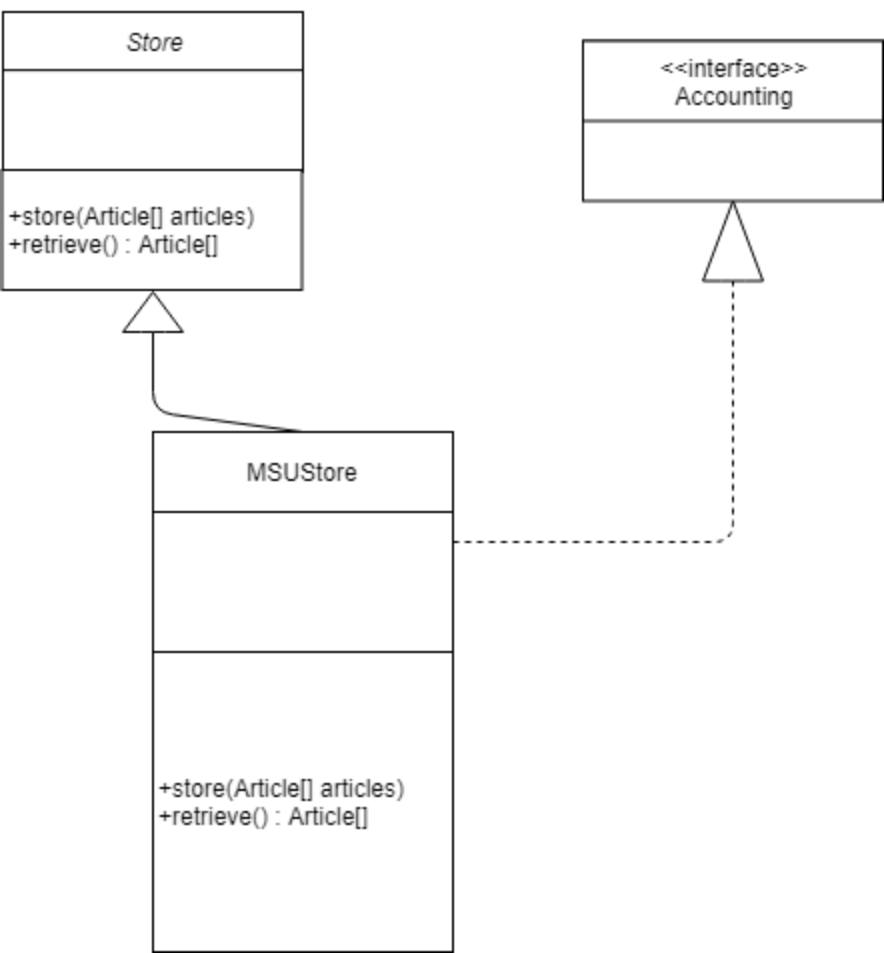 Store
+store(Article[] articles)
+retrieve() : Article[]
<<interface>>
Accounting
MSUStore
+store(Article[] articles)
+retrieve() : Article[]